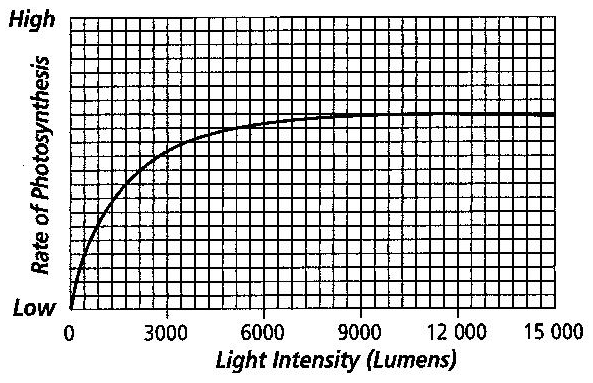 High
Rate of Photosynthesis
Low
0 3000 6000 9000 12 000 15 000
Light Intensity (Lumens)